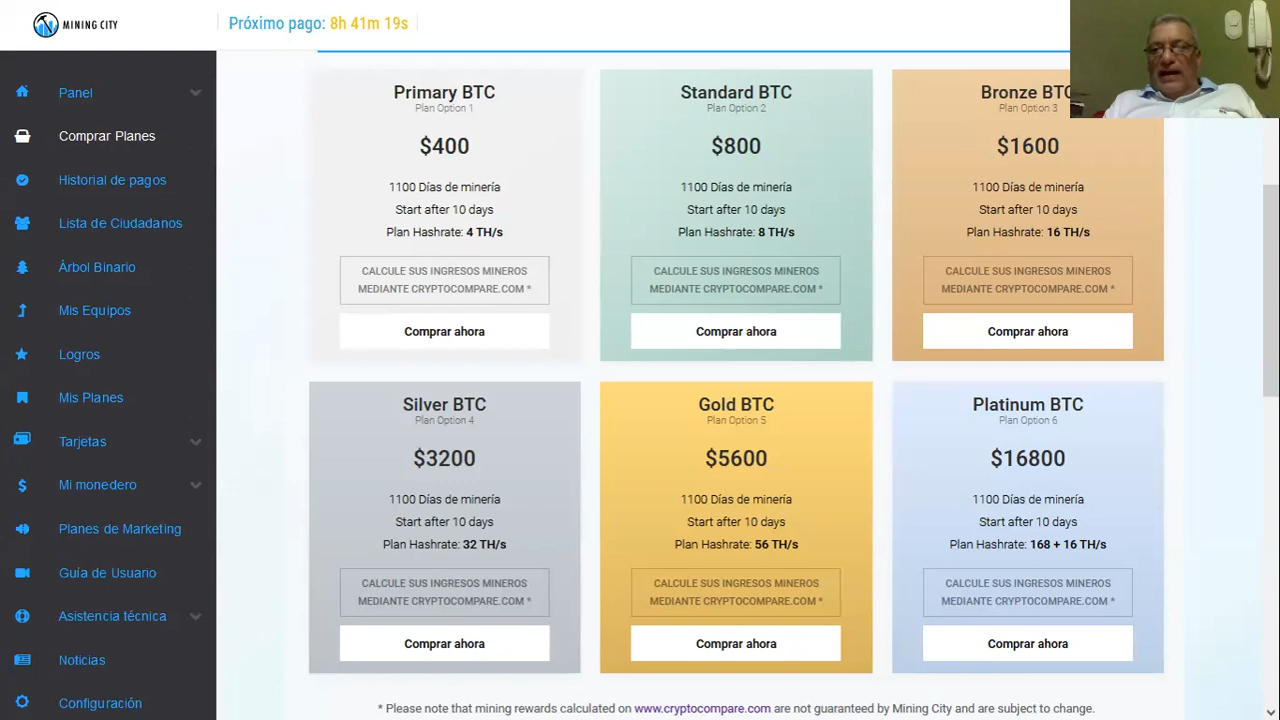 MINING CITY
Próximo pago: 8h 41m 19s
Panel
Comprar Planes
Historial de pagos
Lista de Ciudadanos
Árbol Binario
Mis Equipos
Logros
Mis Planes
Tarjetas
Mi monedero
Planes de Marketing
Guía de Usuario
Asistencia técnica
Noticias
Configuración
Primary BTC
Plan Option 1
$400
1100 Días de minería
Start after 10 days
Plan Hashrate: 4 TH/s
CALCULE SUS INGRESOS MINEROS
MEDIANTE CRYPTOCOMPARE.COM *
Comprar ahora
Standard BTC
Plan Option 2
$800
1100 Días de minería
Start after 10 days
Plan Hashrate: 8 TH/s
CALCULE SUS INGRESOS MINEROS
MEDIANTE CRYPTOCOMPARE.COM *
Comprar ahora
Bronze BTC
Plan Option 3
$1600
1100 Días de minería
Start after 10 days
Plan Hashrate: 16 TH/s
CALCULE SUS INGRESOS MINEROS
MEDIANTE CRYPTOCOMPARE.COM *
Comprar ahora
Silver BTC
Plan Option 4
$3200
1100 Días de minería
Start after 10 days
Plan Hashrate: 32 TH/s
CALCULE SUS INGRESOS MINEROS
MEDIANTE CRYPTOCOMPARE.COM *
Comprar ahora
Gold BTC
Plan Option 5
$5600
1100 Días de minería
Start after 10 days
Plan Hashrate: 56 TH/s
CALCULE SUS INGRESOS MINEROS
MEDIANTE CRYPTOCOMPARE.COM *
Comprar ahora
Platinum BTC
Plan Option 6
$16800
1100 Días de minería
Start after 10 days
Plan Hashrate: 168 + 16 TH/s
CALCULE SUS INGRESOS MINEROS
MEDIANTE CRYPTOCOMPARE.COM *
Comprar ahora
* Please note that mining rewards calculated on www.cryptocompare.com are not guaranteed by Mining City and are subject to change.